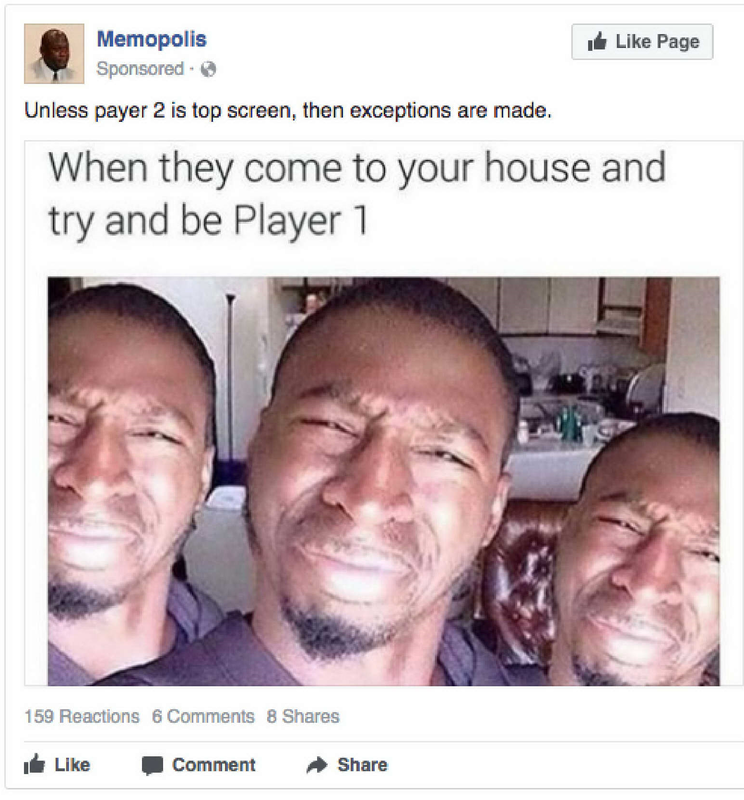 Memopolis
Like Page
Sponsored ·
Unless payer 2 is top screen, then exceptions are made.
When they come to your house and
try and be Player 1
159 Reactions 6 Comments 8 Shares
Like Comment Share